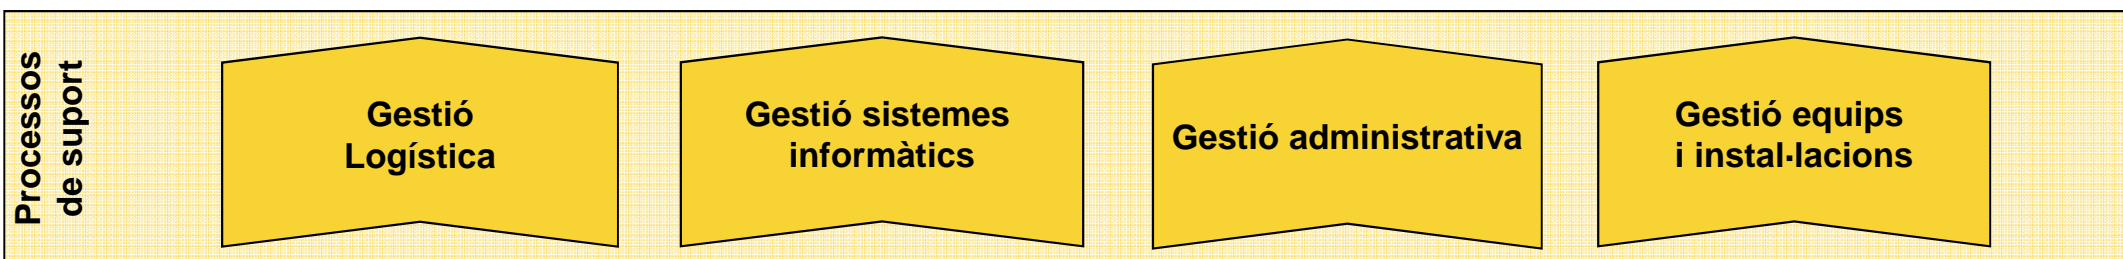 Processos
de suport
Gestió
Logística
Gestió sistemes
informàtics
Gestió administrativa
Gestió equips
i instal·lacions